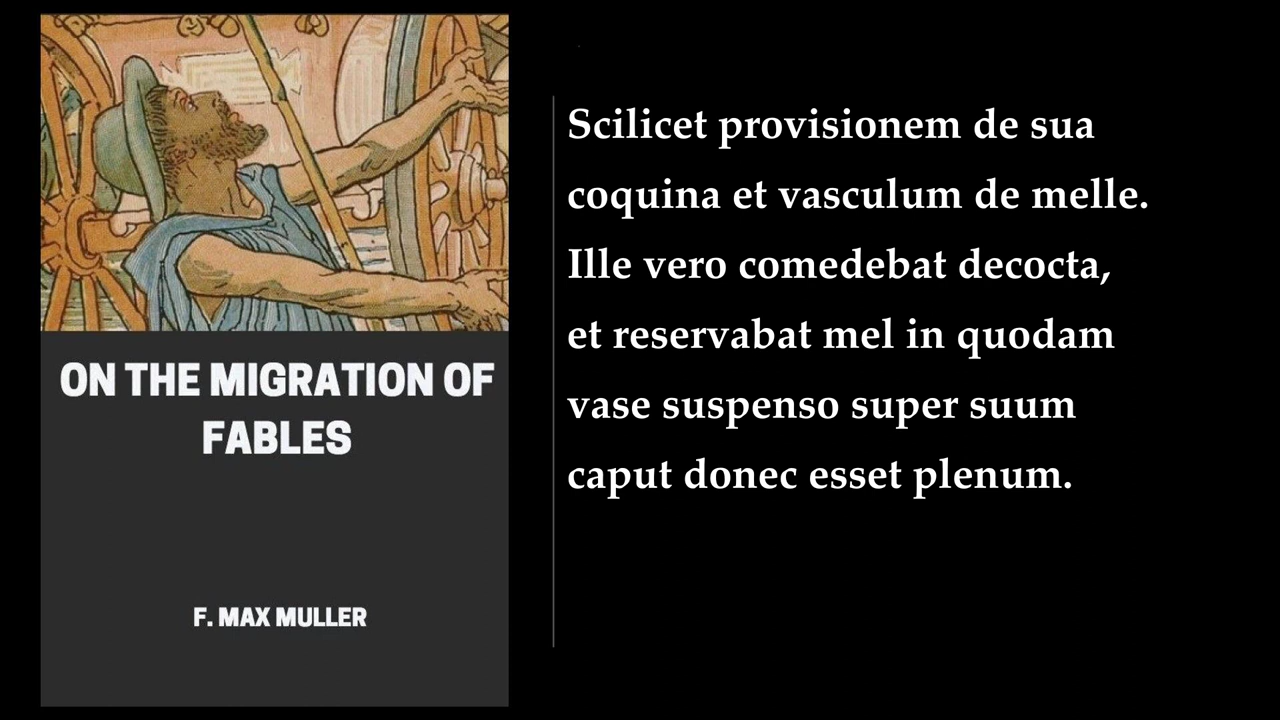 ON THE MIGRATION OF
FABLES
F. MAX MULLER
Scilicet provisionem de sua
coquina et vasculum de melle.
Ille vero comedebat decocta,
et reservabat mel in quodam
vase suspenso super suum
caput donec esset plenum.